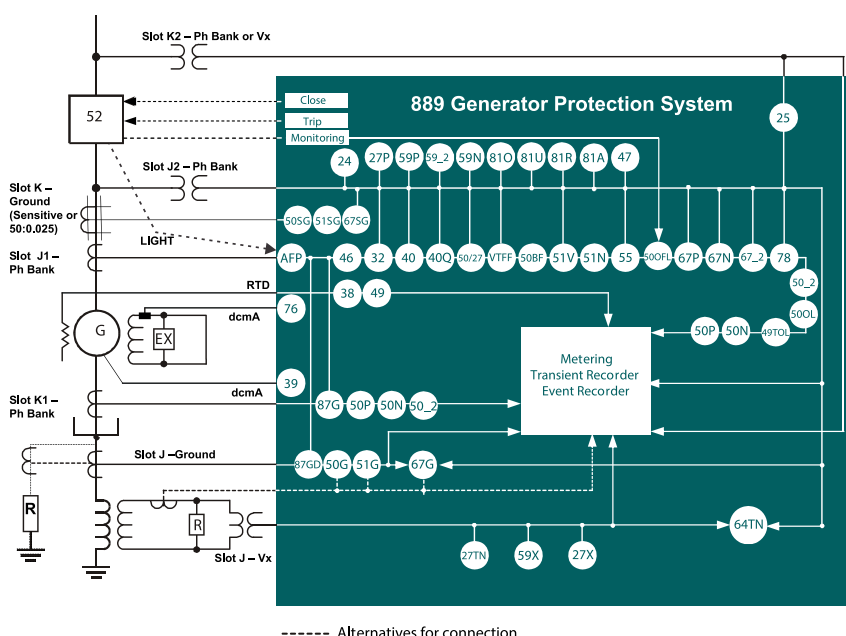 Slot K2 – Ph Bank or Vx
889 Generator Protection System
52
Close
Trip
Monitoring
25
Slot J2 – Ph Bank
24
27P
59P
59_2
59N
81O
81U
81R
81A
47
Slot K –
Ground
(Sensitive or
50:0.025)
50SG
51SG
67SG
LIGHT
Slot J1 –
Ph Bank
AFP
46
32
40
40Q
50/27
VTFF
50BF
51V
51N
55
50OFL
67P
67N
67_2
78
50_2
50OL
49TOL
50N
50P
RTD
38
49
76
dcmA
G
EX
Metering
Transient Recorder
Event Recorder
39
dcmA
Slot K1 –
Ph Bank
87G
50P
50N
50_2
Slot J –Ground
87GD
50G
51G
67G
R
R
64TN
Slot J – Vx
27TN
59X
27X
Alternatives for connection